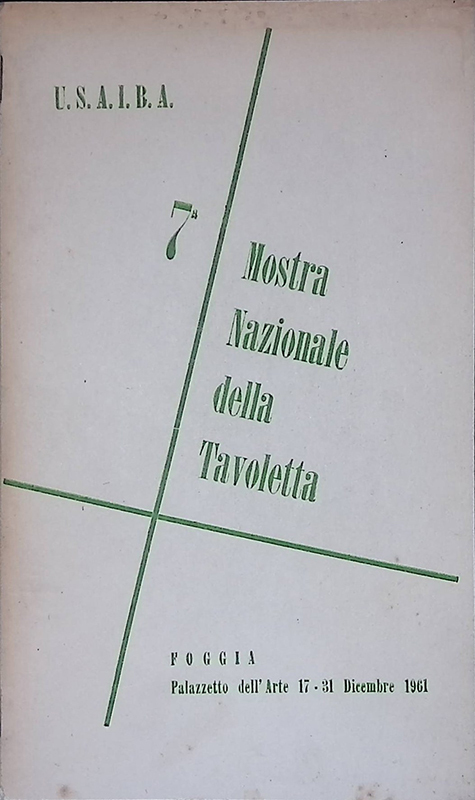 U. S. A. I. B. A.
7ª
Mostra
Nazionale
della
Tavoletta
FOGGIA
Palazzetto dell'Arte 17 - 31 Dicembre 1961